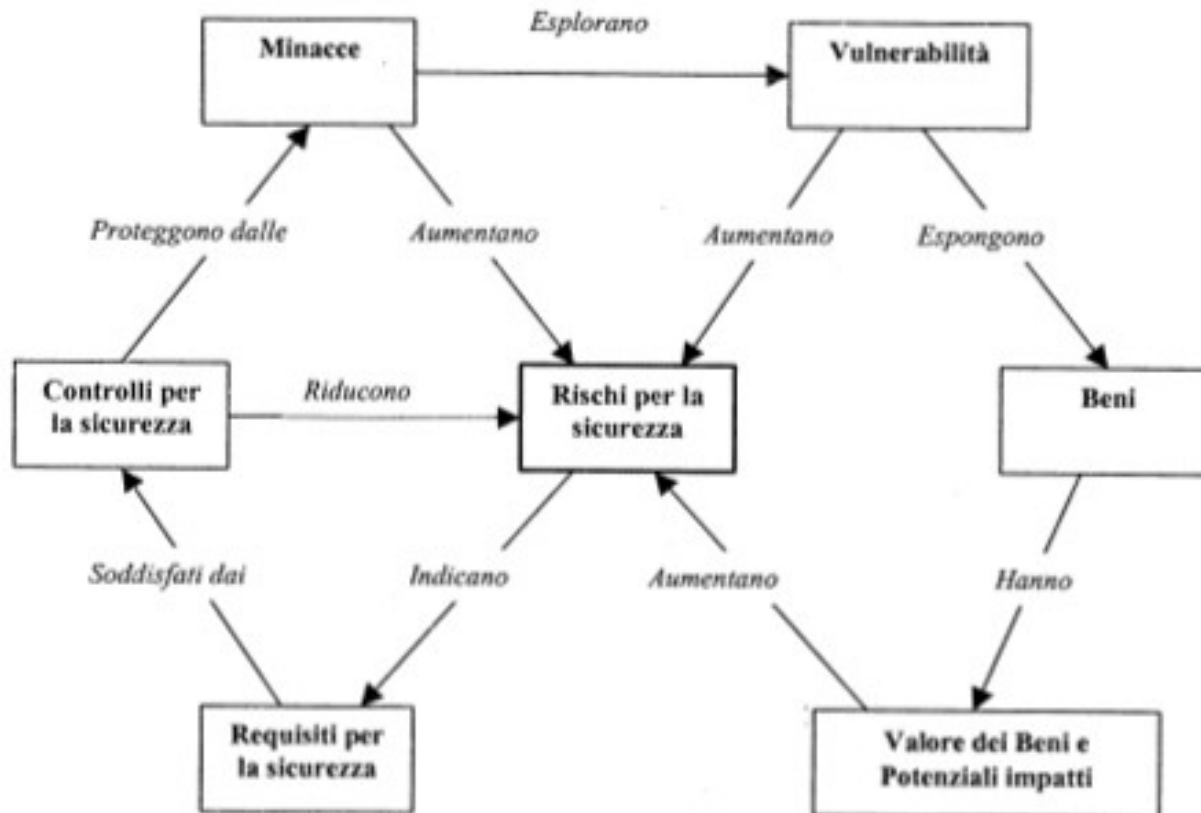 Esplorano
Minacce
Vulnerabilità
Proteggono dalle
Aumentano
Aumentano
Espongono
Controlli per
la sicurezza
Riducono
Rischi per la
sicurezza
Beni
Soddisfati dai
Indicano
Aumentano
Hanno
Requisiti per
la sicurezza
Valore dei Beni e
Potenziali impatti